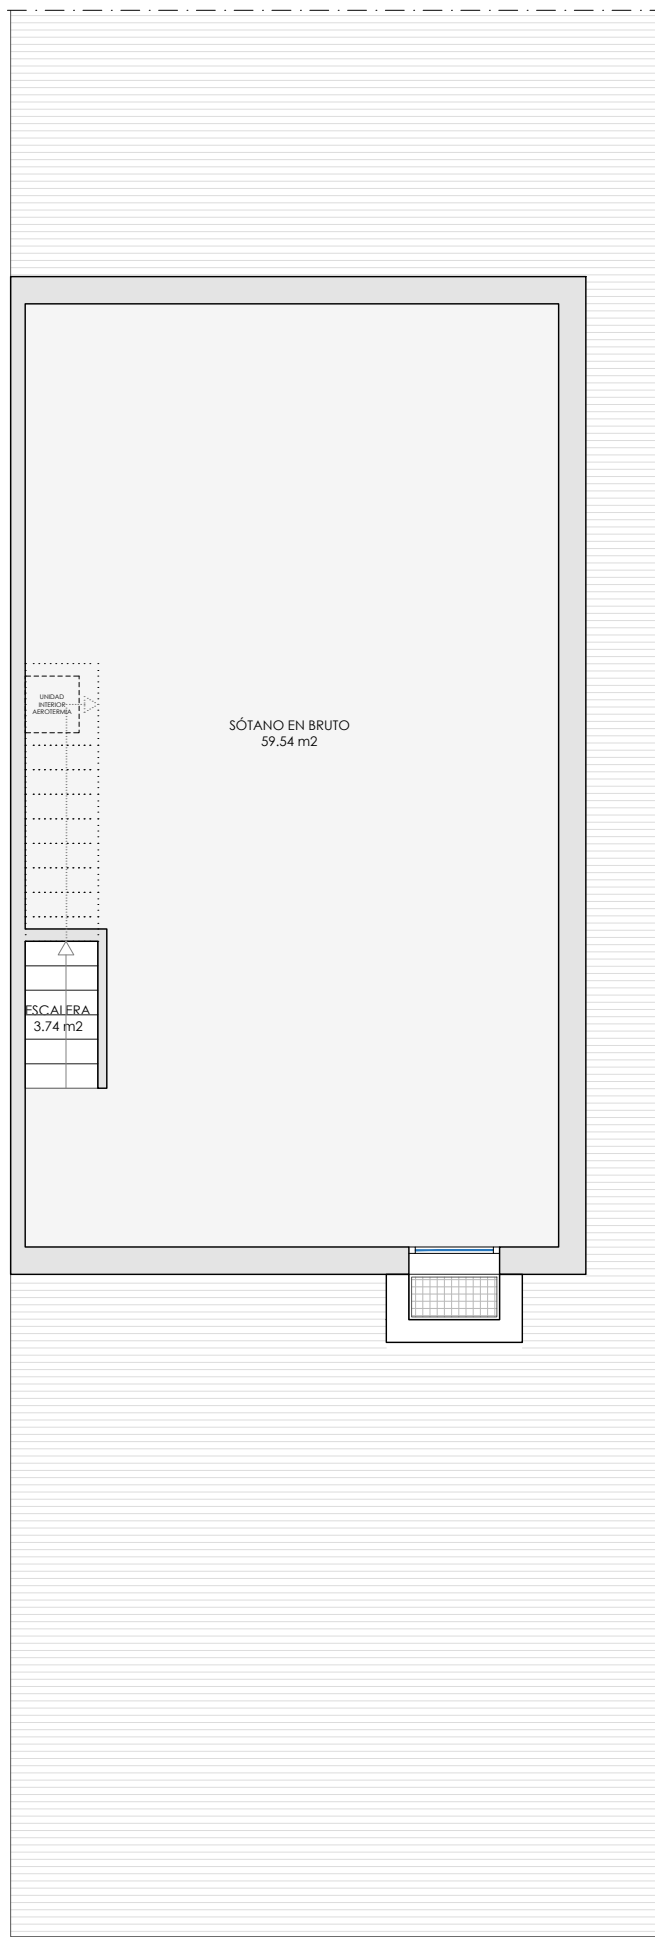 UNIDAD
INTERIOR
AEROTERMIA
SÓTANO EN BRUTO
59.54 m2
ESCALERA
3.74 m2